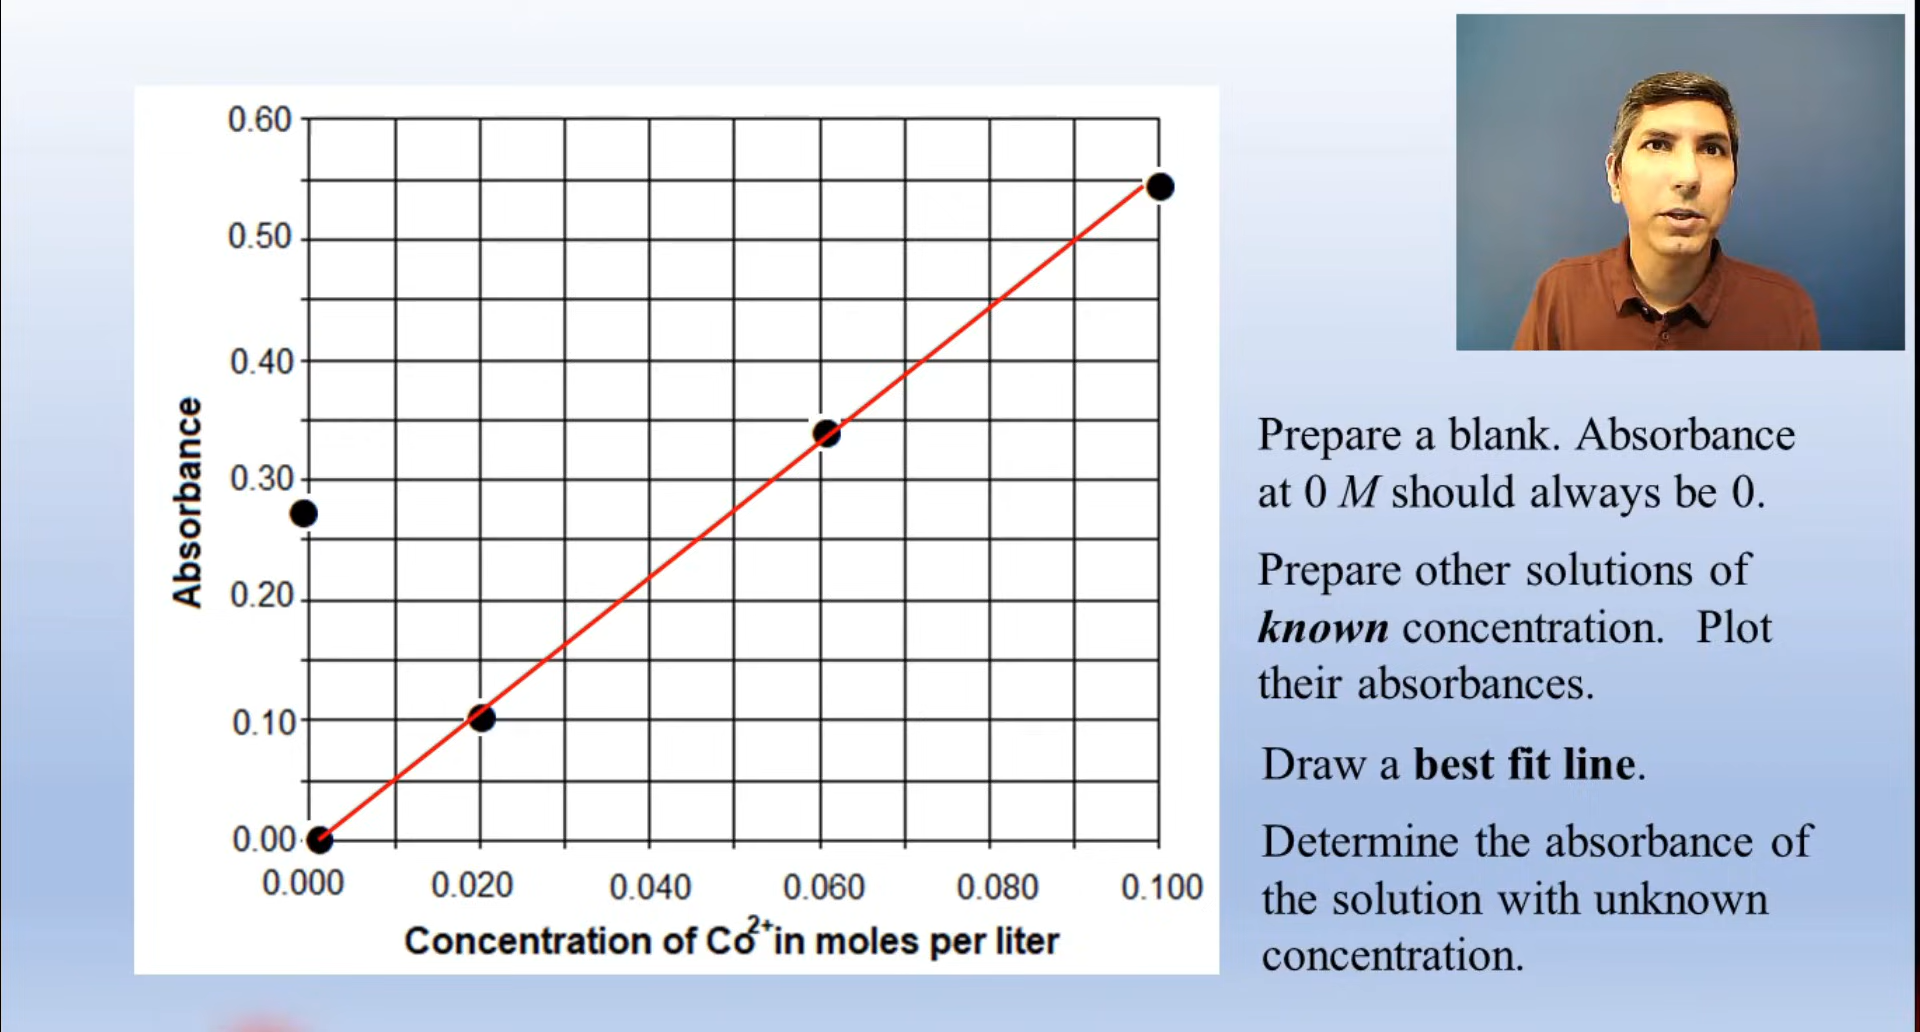 0.60
0.50
0.40
0.30
0.20
0.10
0.00
Absorbance
0.000 0.020 0.040 0.060 0.080 0.100
Concentration of Co2+ in moles per liter
Prepare a blank. Absorbance
at 0 M should always be 0.
Prepare other solutions of
known concentration. Plot
their absorbances.
Draw a best fit line.
Determine the absorbance of
the solution with unknown
concentration.